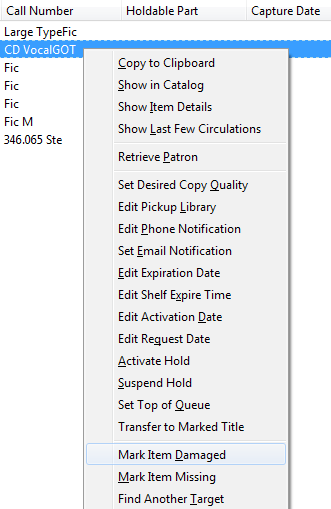 Call Number Holdable Part Capture Date
Large TypeFic
CD VocalGOT
Fic
Fic
Fic
Fic M
346.065 Ste
Copy to Clipboard
Show in Catalog
Show Item Details
Show Last Few Circulations
Retrieve Patron
Set Desired Copy Quality
Edit Pickup Library
Edit Phone Notification
Set Email Notification
Edit Expiration Date
Edit Shelf Expire Time
Edit Activation Date
Edit Request Date
Activate Hold
Suspend Hold
Set Top of Queue
Transfer to Marked Title
Mark Item Damaged
Mark Item Missing
Find Another Target